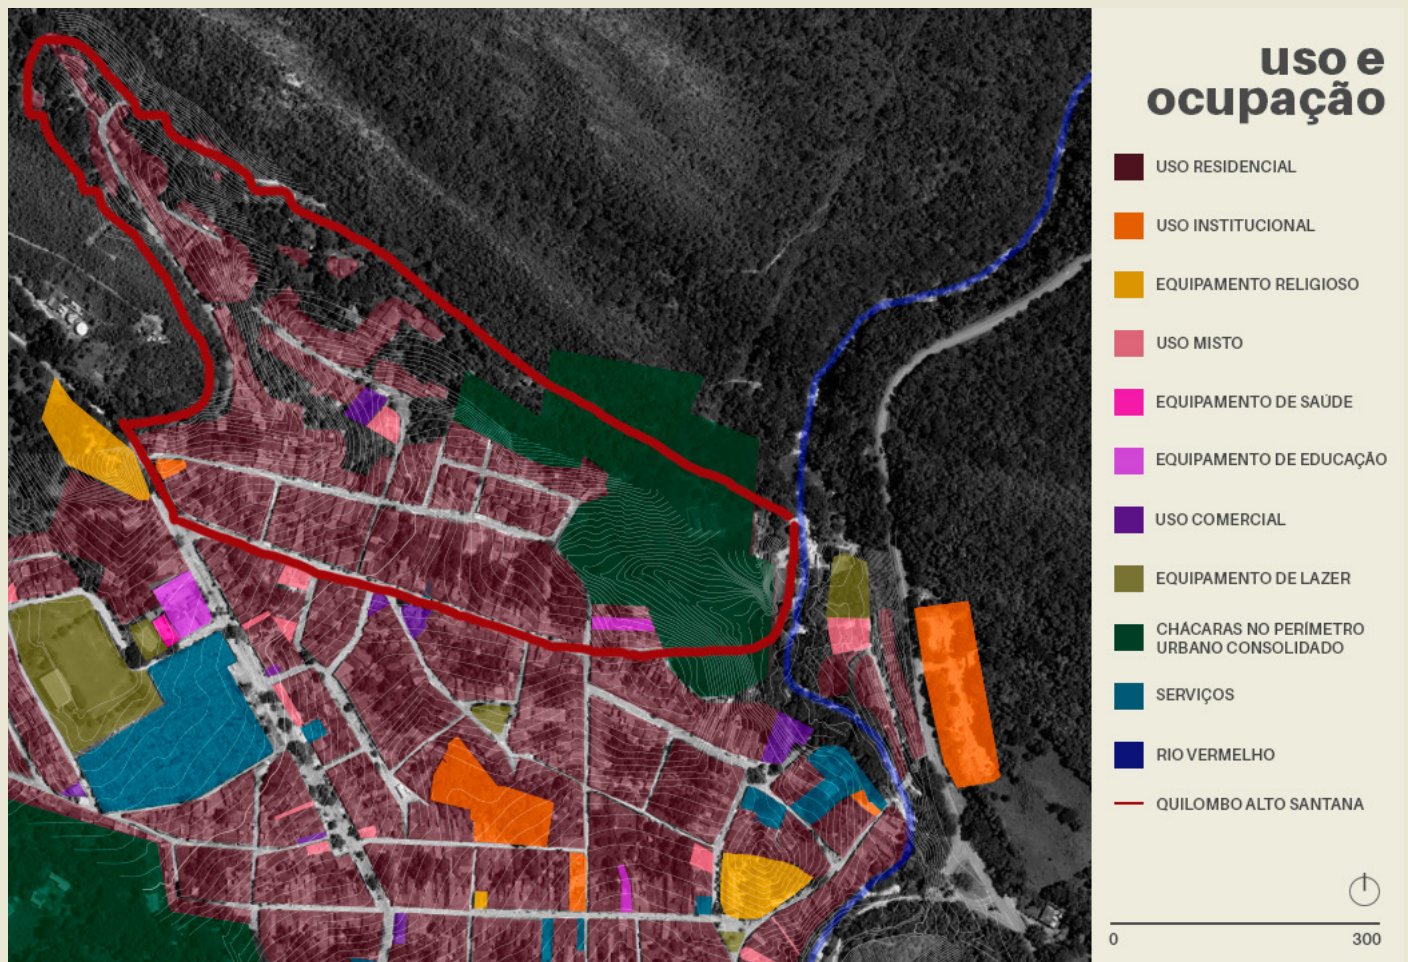 uso e
ocupação
USO RESIDENCIAL
USO INSTITUCIONAL
EQUIPAMENTO RELIGIOSO
USO MISTO
EQUIPAMENTO DE SAÚDE
EQUIPAMENTO DE EDUCAÇÃO
USO COMERCIAL
EQUIPAMENTO DE LAZER
CHÁCARAS NO PERÍMETRO
URBANO CONSOLIDADO
SERVIÇOS
RIO VERMELHO
QUILOMBO ALTO SANTANA
0 300